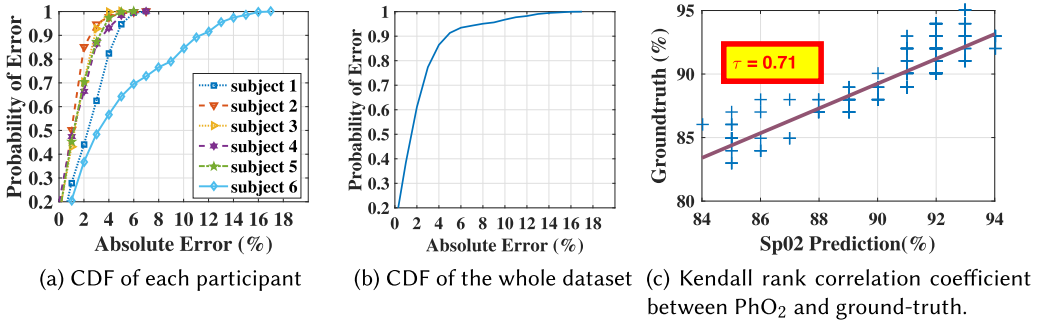 Probability of Error
1
0.9
0.8
0.7
0.6
0.5
0.4
0.3
0.2
0 2 4 6 8 10 12 14 16 18
Absolute Error (%)
subject 1
subject 2
subject 3
subject 4
subject 5
subject 6
(a) CDF of each participant
Probability of Error
1
0.9
0.8
0.7
0.6
0.5
0.4
0.3
0.2
0 2 4 6 8 10 12 14 16 18
Absolute Error (%)
(b) CDF of the whole dataset
Groundtruth (%)
95
90
85
80
84 86 88 90 92 94
Sp02 Prediction(%)
τ = 0.71
(c) Kendall rank correlation coefficient
between PhO₂ and ground-truth.